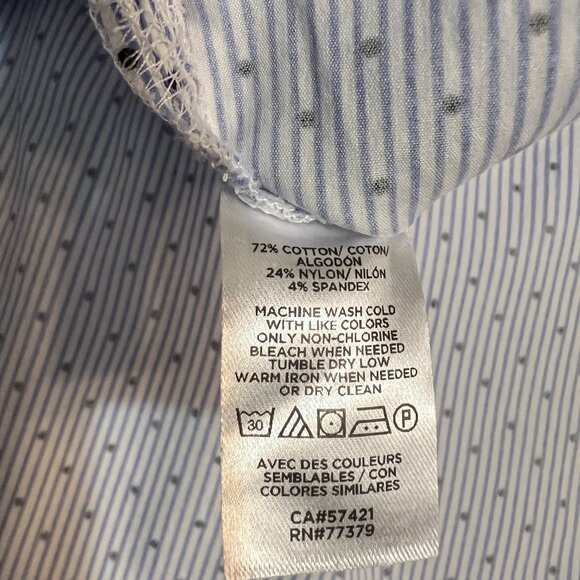 72% COTTON/ COTON/
ALGODÓN
24% NYLON/ NILÓN
4% SPANDEX
MACHINE WASH COLD
WITH LIKE COLORS
ONLY NON-CHLORINE
BLEACH WHEN NEEDED
TUMBLE DRY LOW
WARM IRON WHEN NEEDED
OR DRY CLEAN
30 P
AVEC DES COULEURS
SEMBLABLES / CON
COLORES SIMILARES
CA#57421
RN#77379